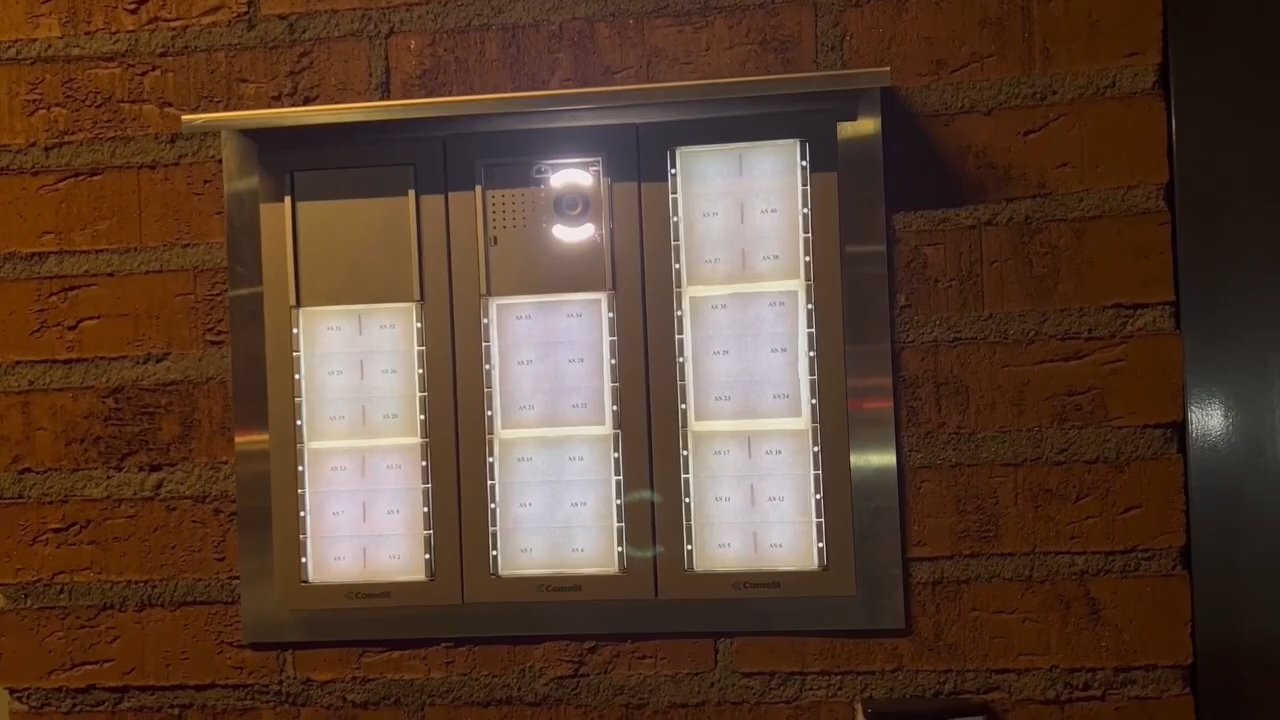 AS 31 AS 32
AS 25 AS 26
AS 19 AS 20
AS 13 AS 14
AS 7 AS 8
AS 1 AS 2
Comelit
AS 33 AS 34
AS 27 AS 28
AS 21 AS 22
AS 15 AS 16
AS 9 AS 10
AS 3 AS 4
Comelit
AS 39 AS 40
AS 37 AS 38
AS 35 AS 36
AS 29 AS 30
AS 23 AS 24
AS 17 AS 18
AS 11 AS 12
AS 5 AS 6
Comelit